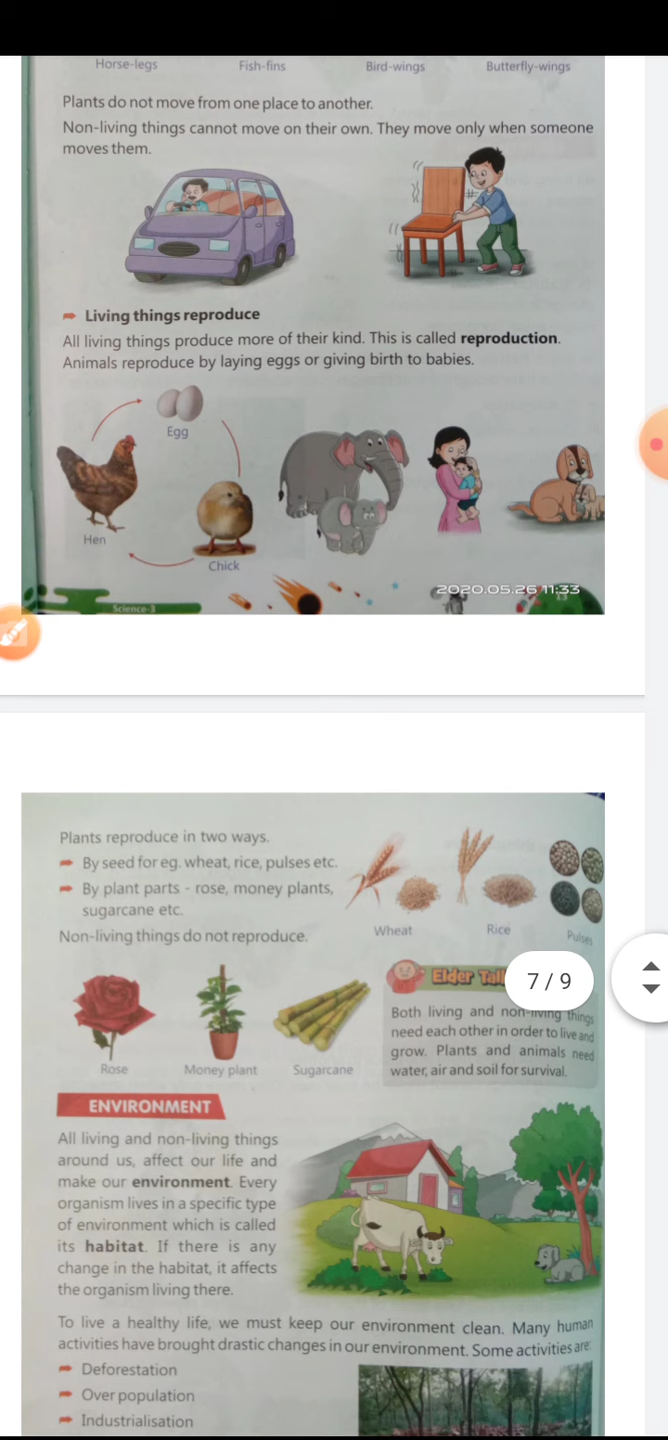 Horse-legs Fish-fins Bird-wings Butterfly-wings
Plants do not move from one place to another.
Non-living things cannot move on their own. They move only when someone
moves them.
Living things reproduce
All living things produce more of their kind. This is called reproduction.
Animals reproduce by laying eggs or giving birth to babies.
Egg
Hen
Chick
2020.05.26 11:33
Science-3
Plants reproduce in two ways.
By seed for eg. wheat, rice, pulses etc.
By plant parts - rose, money plants,
sugarcane etc.
Non-living things do not reproduce.
Wheat Rice Pulses
Rose Money plant Sugarcane
Elder
7 / 9
Both living and non-living things
need each other in order to live and
grow. Plants and animals need
water, air and soil for survival.
ENVIRONMENT
All living and non-living things
around us, affect our life and
make our environment. Every
organism lives in a specific type
of environment which is called
its habitat. If there is any
change in the habitat, it affects
the organism living there.
To live a healthy life, we must keep our environment clean. Many human
activities have brought drastic changes in our environment. Some activities are
Deforestation
Over population
Industrialisation